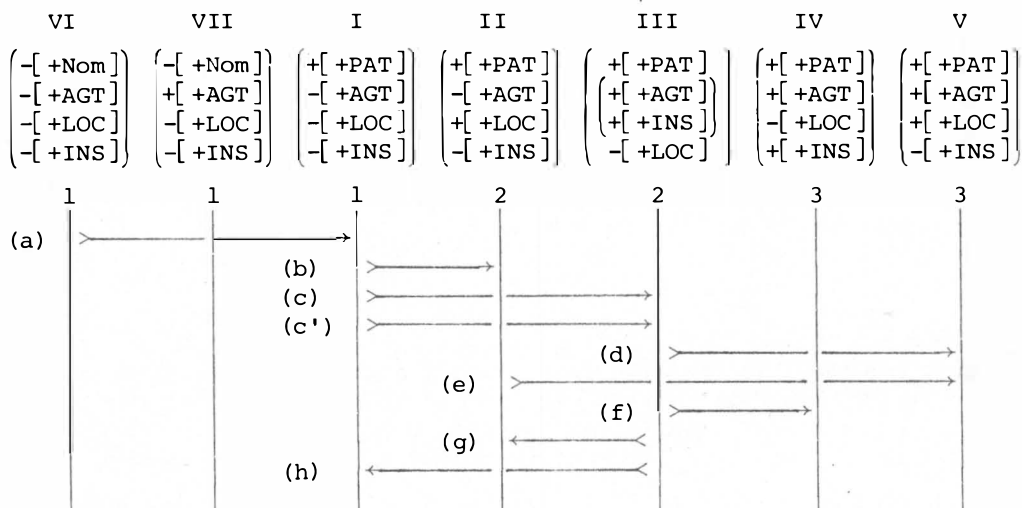 VI VII I II III IV V
-[ +Nom] -[ +Nom] +[ +PAT] +[ +PAT] +[ +PAT] +[ +PAT] +[ +PAT]
-[ +AGT] +[ +AGT] -[ +AGT] -[ +AGT] +[ +AGT] +[ +AGT] +[ +AGT]
-[ +LOC] -[ +LOC] -[ +LOC] +[ +LOC] +[ +INS] -[ +LOC] +[ +LOC]
-[ +INS] -[ +INS] -[ +INS] -[ +INS] -[ +LOC] +[ +INS] -[ +INS]
1 1 1 2 2 3 3
(a)
(b)
(c)
(c')
(d)
(e)
(f)
(g)
(h)